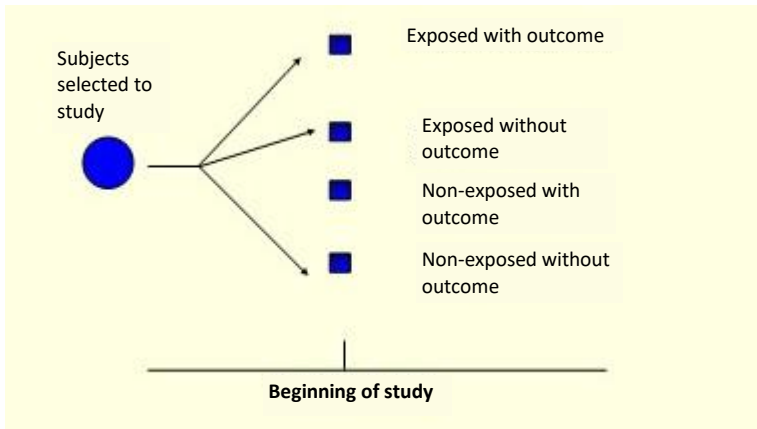 Subjects
selected to
study
Exposed with outcome
Exposed without
outcome
Non-exposed with
outcome
Non-exposed without
outcome
Beginning of study